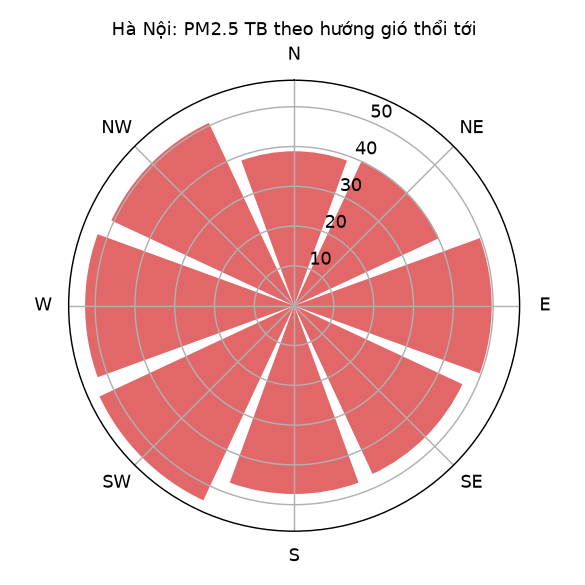 Hà Nội: PM2.5 TB theo hướng gió thổi tới
N
NW
NE
50
40
30
20
10
W
E
SW
SE
S